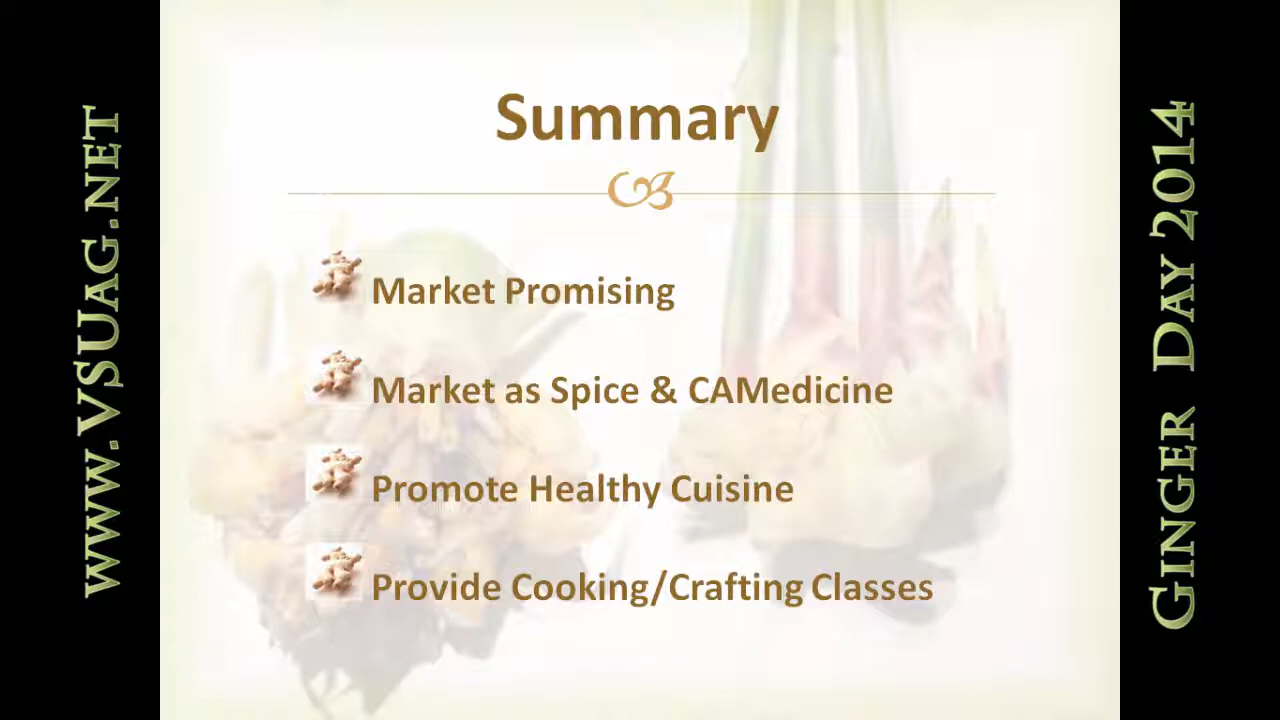 www.VSUAG.net
Summary
Market Promising
Market as Spice & CAMedicine
Promote Healthy Cuisine
Provide Cooking/Crafting Classes
Ginger Day 2014